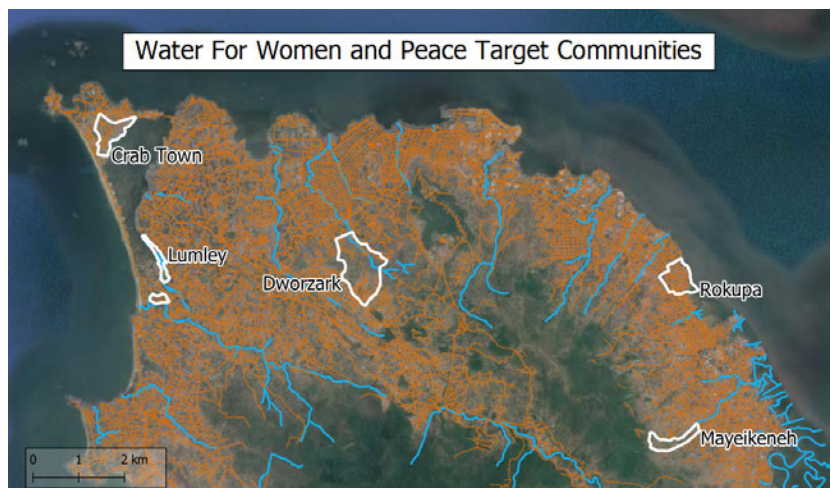 Water For Women and Peace Target Communities
Crab Town
Lumley
Dworzark
Rokupa
Mayeikeneh
0 1 2 km